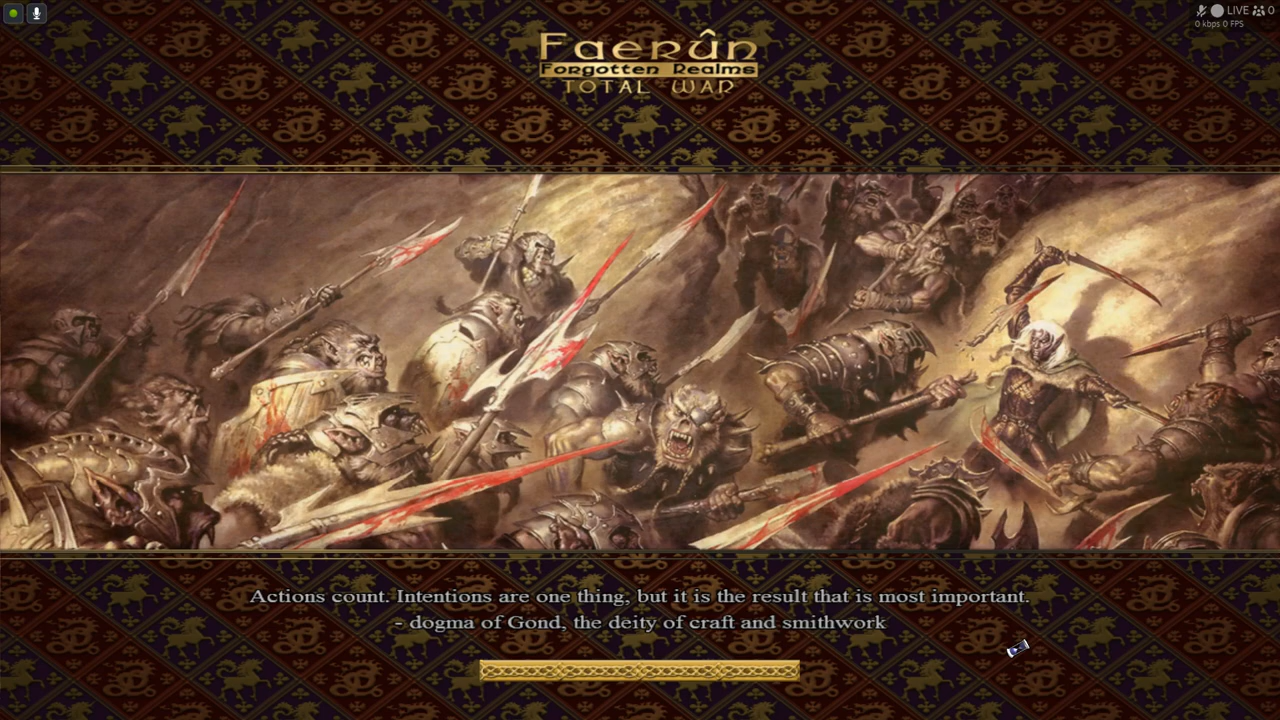 LIVE 0
0 kbps 0 FPS
Faerûn
Forgotten Realms
TOTAL WAR
Actions count. Intentions are one thing, but it is the result that is most important.
- dogma of Gond, the deity of craft and smithwork